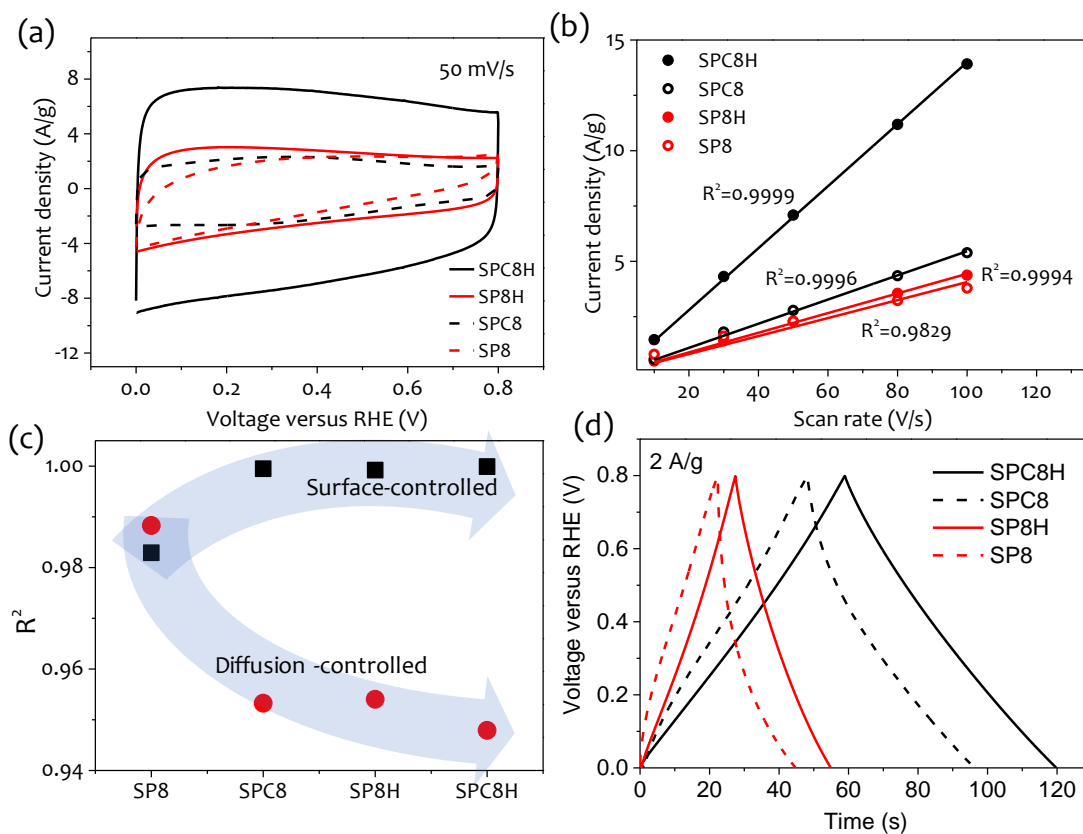 (a)
50 mV/s
8
4
0
-4
-8
-12
0.0
0.2
0.4
0.6
0.8
Current density (A/g)
Voltage versus RHE (V)
SPC8H
SP8H
SPC8
SP8
(b)
15
10
5
20
40
60
80
100
120
Current density (A/g)
Scan rate (V/s)
SPC8H
SPC8
SP8H
SP8
R²=0.9999
R²=0.9996
R²=0.9994
R²=0.9829
(c)
1.00
0.98
0.96
0.94
R²
Surface-controlled
Diffusion -controlled
SP8
SPC8
SP8H
SPC8H
(d)
2 A/g
1.0
0.8
0.6
0.4
0.2
0.0
0
20
40
60
80
100
120
Voltage versus RHE (V)
Time (s)
SPC8H
SPC8
SP8H
SP8